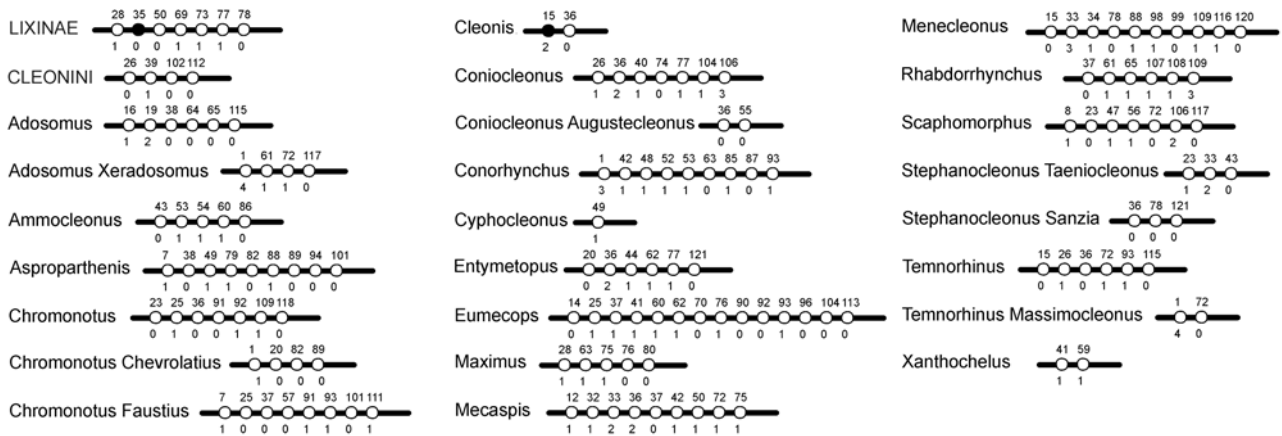 28 35 50 69 73 77 78
LIXINAE
1 0 0 1 1 1 0
26 39 102 112
CLEONINI
0 1 0 0
16 19 38 64 65 115
Adosomus
1 2 0 0 0 0
1 61 72 117
Adosomus Xeradosomus
4 1 1 0
43 53 54 60 86
Ammocleonus
0 1 1 1 0
7 38 49 79 82 88 89 94 101
Asproparthenis
1 0 1 1 0 1 0 0 0
23 25 36 91 92 109 118
Chromonotus
0 1 0 0 1 1 0
1 20 82 89
Chromonotus Chevrolatius
1 0 0 0
7 25 37 57 91 93 101 111
Chromonotus Faustius
1 0 0 0 1 1 0 1
15 36
Cleonis
2 0
26 36 40 74 77 104 106
Coniocleonus
1 2 1 0 1 1 3
36 55
Coniocleonus Augustecleonus
0 0
1 42 48 52 53 63 85 87 93
Conorhynchus
3 1 1 1 1 0 1 0 1
49
Cyphocleonus
1
20 36 44 62 77 121
Entymetopus
0 2 1 1 1 0
14 25 37 41 60 62 70 76 90 92 93 96 104 113
Eumecops
0 1 1 1 1 1 0 1 0 0 1 0 0 0
28 63 75 76 80
Maximus
1 1 1 0 0
12 32 33 36 37 42 50 72 75
Mecaspis
1 1 2 2 0 1 1 1 1
15 33 34 78 88 98 99 109 116 120
Menecleonus
0 3 1 0 1 1 0 1 1 0
37 61 65 107 108 109
Rhabdorrhynchus
0 1 1 1 1 3
8 23 47 56 72 106 117
Scaphomorphus
1 0 1 1 0 2 0
23 33 43
Stephanocleonus Taeniocleonus
1 2 0
36 78 121
Stephanocleonus Sanzia
0 0 0
15 26 36 72 93 115
Temnorhinus
0 1 0 1 1 0
1 72
Temnorhinus Massimocleonus
4 0
41 59
Xanthochelus
1 1